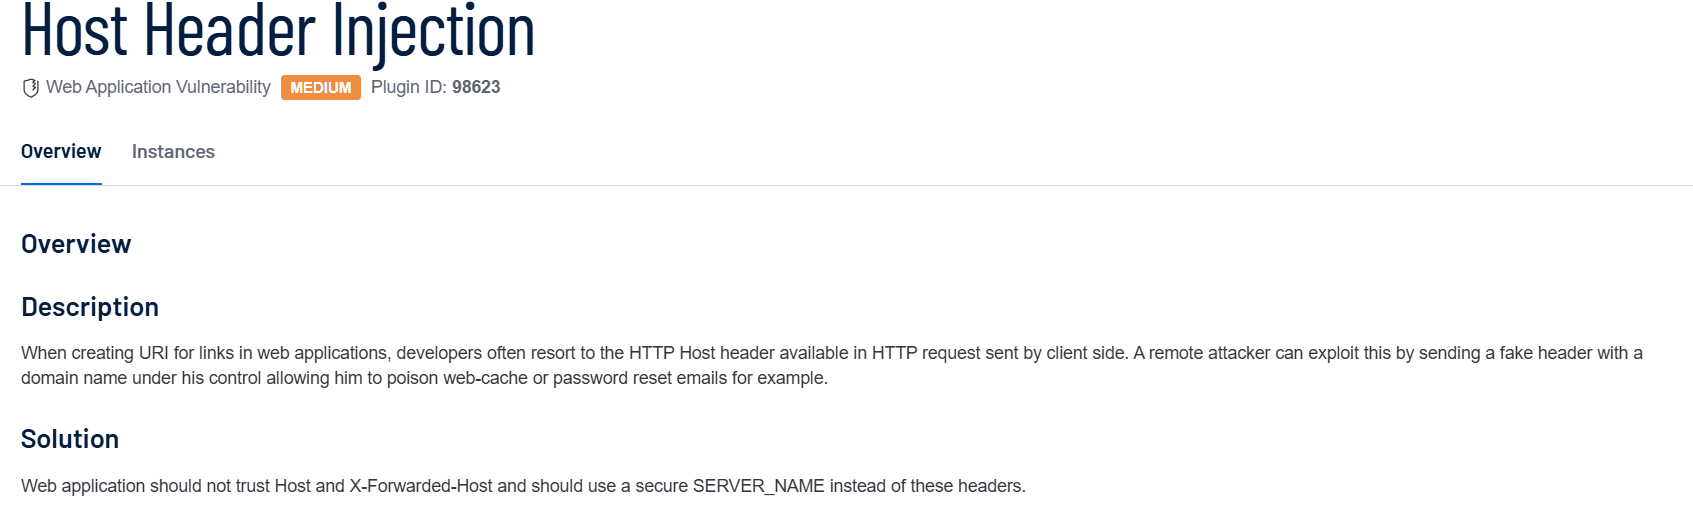 Host Header Injection
Web Application Vulnerability MEDIUM Plugin ID: 98623
Overview Instances
Overview
Description
When creating URI for links in web applications, developers often resort to the HTTP Host header available in HTTP request sent by client side. A remote attacker can exploit this by sending a fake header with a
domain name under his control allowing him to poison web-cache or password reset emails for example.
Solution
Web application should not trust Host and X-Forwarded-Host and should use a secure SERVER_NAME instead of these headers.